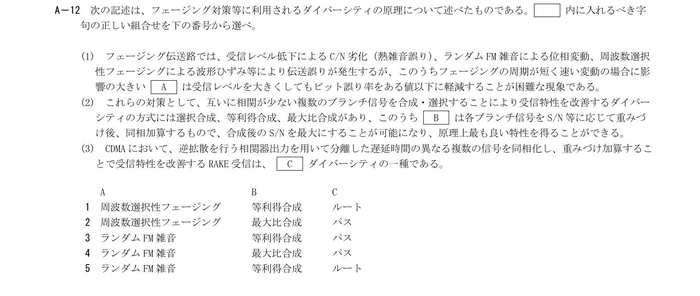 A－12 次の記述は、フェージング対策等に利用されるダイバーシティの原理について述べたものである。 内に入れるべき字
句の正しい組合せを下の番号から選べ。
(1) フェージング伝送路では、受信レベル低下による C/N 劣化（熱雑音誤り）、ランダム FM 雑音による位相変動、周波数選択
性フェージングによる波形ひずみ等により伝送誤りが発生するが、このうちフェージングの周期が短く速い変動の場合に影
響の大きい A は受信レベルを大きくしてもビット誤り率をある値以下に軽減することが困難な現象である。
(2) これらの対策として、互いに相関が少ない複数のブランチ信号を合成・選択することにより受信特性を改善するダイバー
シティの方式には選択合成、等利得合成、最大比合成があり、このうち B は各ブランチ信号を S/N 等に応じて重みづ
け後、同相加算するもので、合成後の S/N を最大にすることが可能になり、原理上最も良い特性を得ることができる。
(3) CDMA において、逆拡散を行う相関器出力を用いて分離した遅延時間の異なる複数の信号を同相化し、重みづけ加算するこ
とで受信特性を改善する RAKE 受信は、 C ダイバーシティの一種である。
A B C
1 周波数選択性フェージング 等利得合成 ルート
2 周波数選択性フェージング 最大比合成 パス
3 ランダム FM 雑音 等利得合成 パス
4 ランダム FM 雑音 最大比合成 パス
5 ランダム FM 雑音 等利得合成 ルート